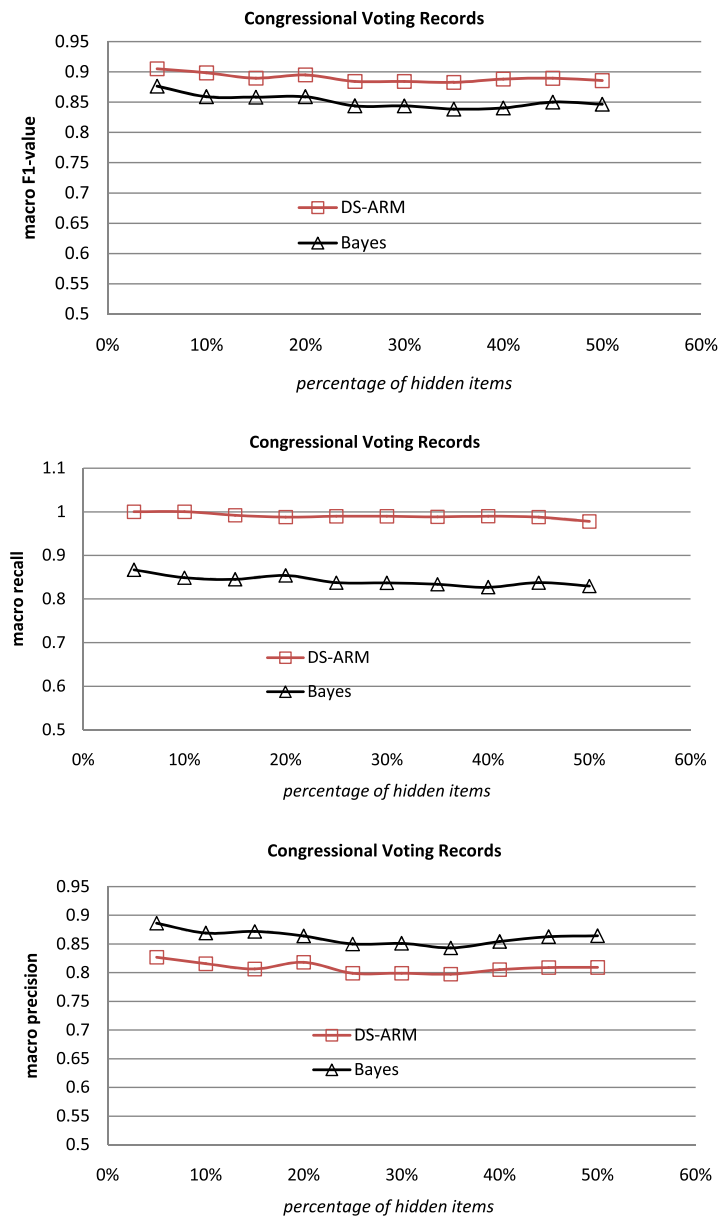 Congressional Voting Records
0.95
0.9
0.85
0.8
0.75
0.7
0.65
0.6
0.55
0.5
macro F1-value
DS-ARM
Bayes
0% 10% 20% 30% 40% 50% 60%
percentage of hidden items
Congressional Voting Records
1.1
1
0.9
0.8
0.7
0.6
0.5
macro recall
DS-ARM
Bayes
0% 10% 20% 30% 40% 50% 60%
percentage of hidden items
Congressional Voting Records
0.95
0.9
0.85
0.8
0.75
0.7
0.65
0.6
0.55
0.5
macro precision
DS-ARM
Bayes
0% 10% 20% 30% 40% 50% 60%
percentage of hidden items